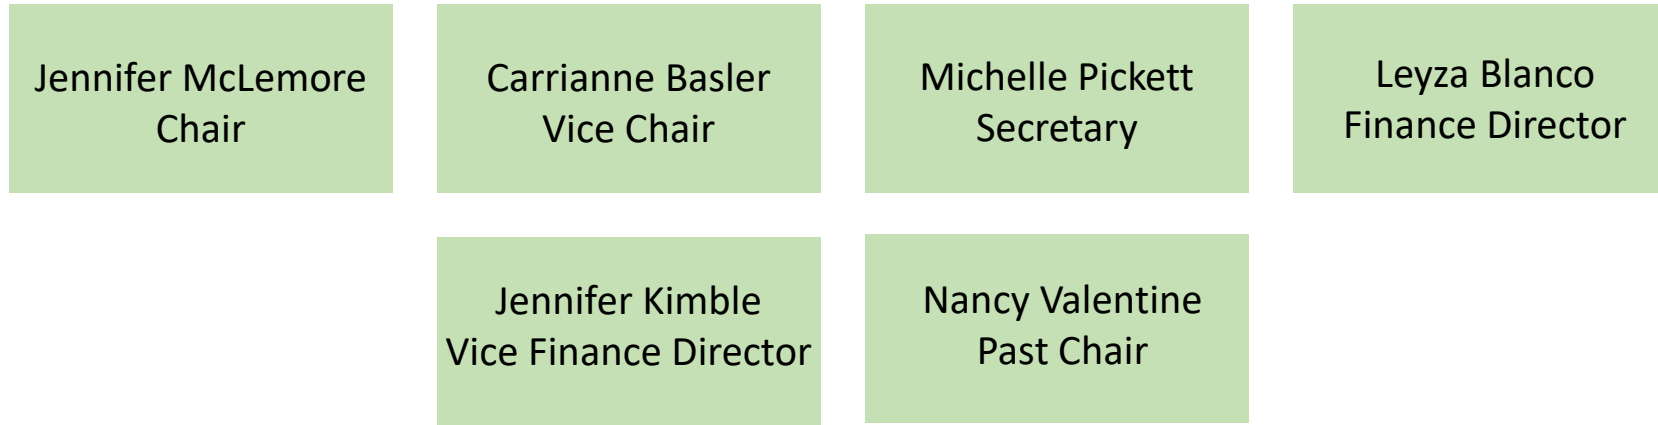 Jennifer McLemore
Chair
Carrianne Basler
Vice Chair
Michelle Pickett
Secretary
Leyza Blanco
Finance Director
Jennifer Kimble
Vice Finance Director
Nancy Valentine
Past Chair